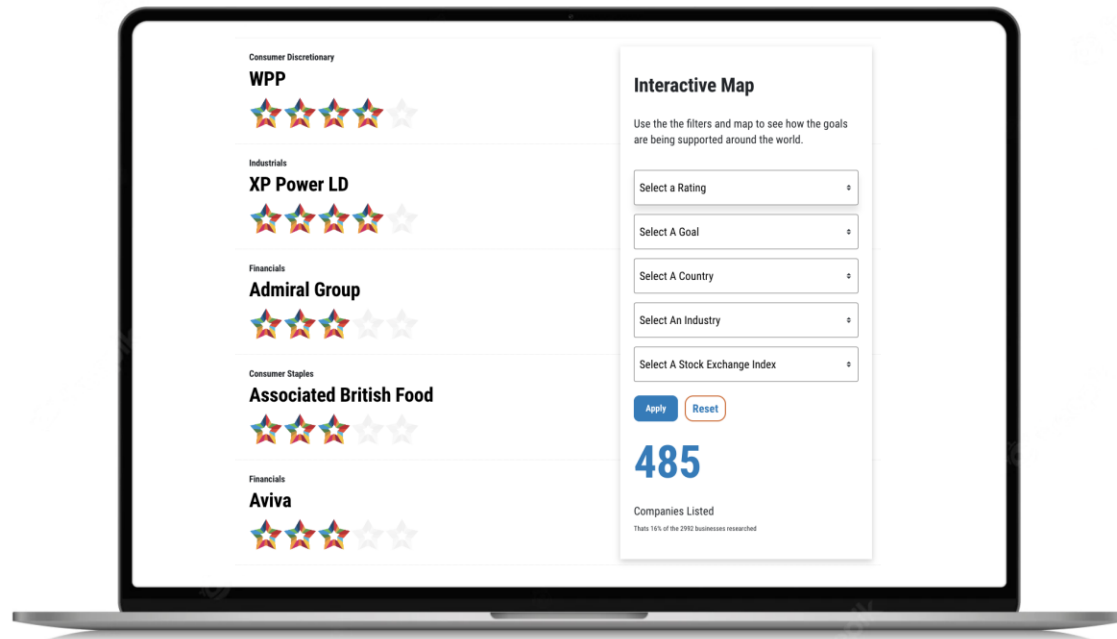 Consumer Discretionary
WPP
Industrials
XP Power LD
Financials
Admiral Group
Consumer Staples
Associated British Food
Financials
Aviva
Interactive Map
Use the the filters and map to see how the goals
are being supported around the world.
Select a Rating
Select A Goal
Select A Country
Select An Industry
Select A Stock Exchange Index
Apply
Reset
485
Companies Listed
Thats 16% of the 2992 businesses researched